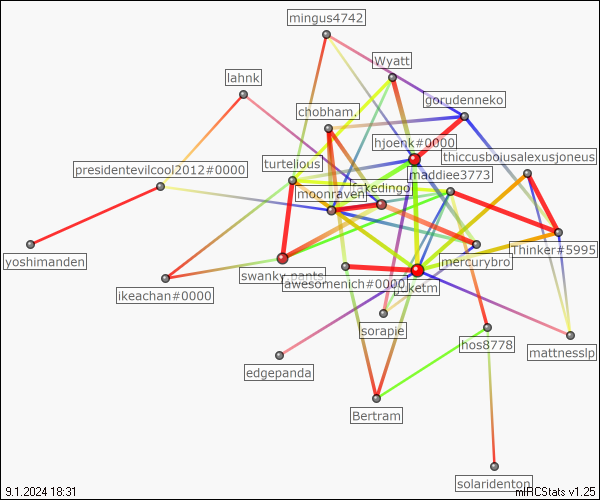 mingus4742
Wyatt
lahnk
gorudenneko
chobham,
hjoenk#0000
thiccusboiusalexusjoneus
turtelious
presidentevilcool2012#0000
maddiee3773
fakedingo
moonraven
Thinker#5995
yoshimanden
mercurybro
swanky.pants
awesomenich#0000
ikeachan#0000
sorapie
hos8778
mattnesslp
edgepanda
Bertram
solaridenton
9.1.2024 18:31
mIRCStats v1.25